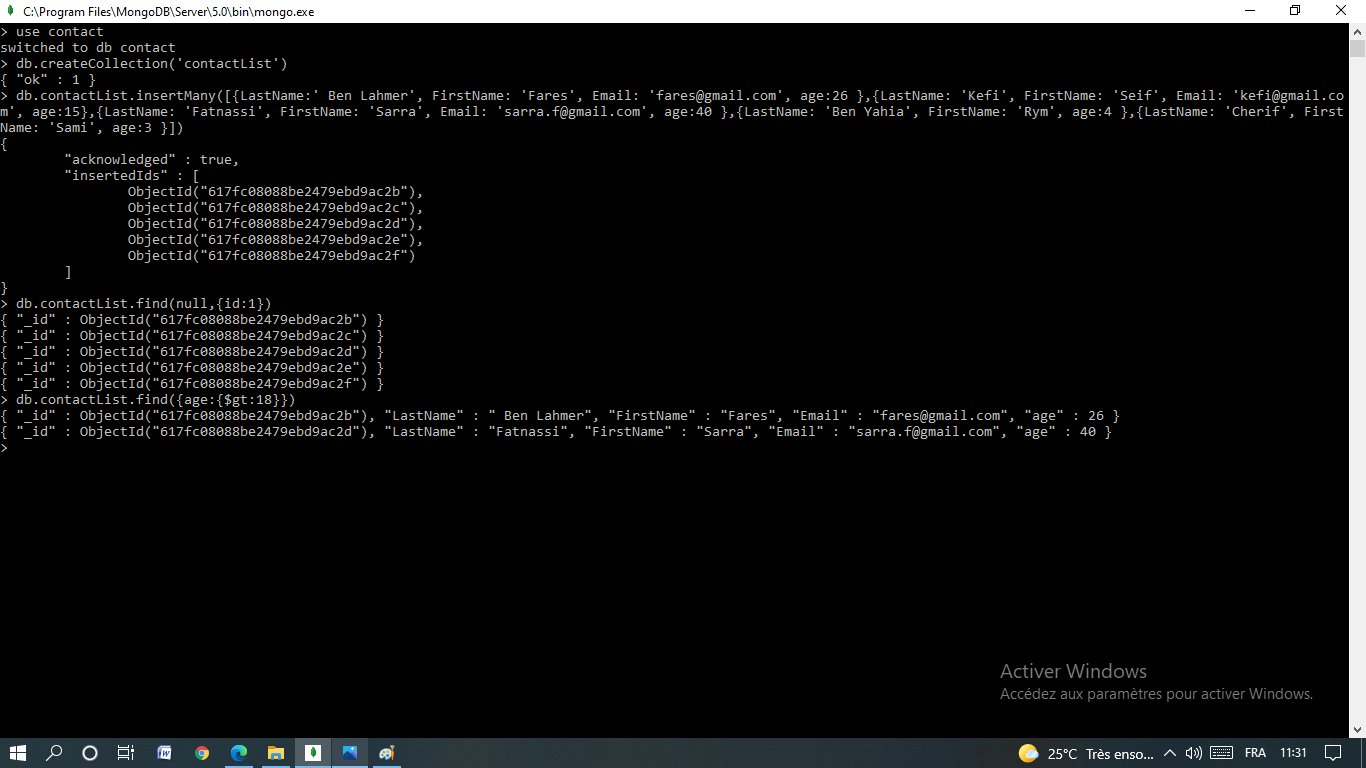 C:\Program Files\MongoDB\Server\5.0\bin\mongo.exe
> use contact
switched to db contact
> db.createCollection('contactList')
{ "ok" : 1 }
> db.contactList.insertMany([{LastName:' Ben Lahmer', FirstName: 'Fares', Email: 'fares@gmail.com', age:26 },{LastName: 'Kefi', FirstName: 'Seif', Email: 'kefi@gmail.co
m', age:15},{LastName: 'Fatnassi', FirstName: 'Sarra', Email: 'sarra.f@gmail.com', age:40 },{LastName: 'Ben Yahia', FirstName: 'Rym', age:4 },{LastName: 'Cherif', First
Name: 'Sami', age:3 }])
{
        "acknowledged" : true,
        "insertedIds" : [
                ObjectId("617fc08088be2479ebd9ac2b"),
                ObjectId("617fc08088be2479ebd9ac2c"),
                ObjectId("617fc08088be2479ebd9ac2d"),
                ObjectId("617fc08088be2479ebd9ac2e"),
                ObjectId("617fc08088be2479ebd9ac2f")
        ]
}
> db.contactList.find(null,{id:1})
{ "_id" : ObjectId("617fc08088be2479ebd9ac2b") }
{ "_id" : ObjectId("617fc08088be2479ebd9ac2c") }
{ "_id" : ObjectId("617fc08088be2479ebd9ac2d") }
{ "_id" : ObjectId("617fc08088be2479ebd9ac2e") }
{ "_id" : ObjectId("617fc08088be2479ebd9ac2f") }
> db.contactList.find({age:{$gt:18}})
{ "_id" : ObjectId("617fc08088be2479ebd9ac2b"), "LastName" : " Ben Lahmer", "FirstName" : "Fares", "Email" : "fares@gmail.com", "age" : 26 }
{ "_id" : ObjectId("617fc08088be2479ebd9ac2d"), "LastName" : "Fatnassi", "FirstName" : "Sarra", "Email" : "sarra.f@gmail.com", "age" : 40 }
>
Activer Windows
Accédez aux paramètres pour activer Windows.
25°C Très enso... FRA 11:31